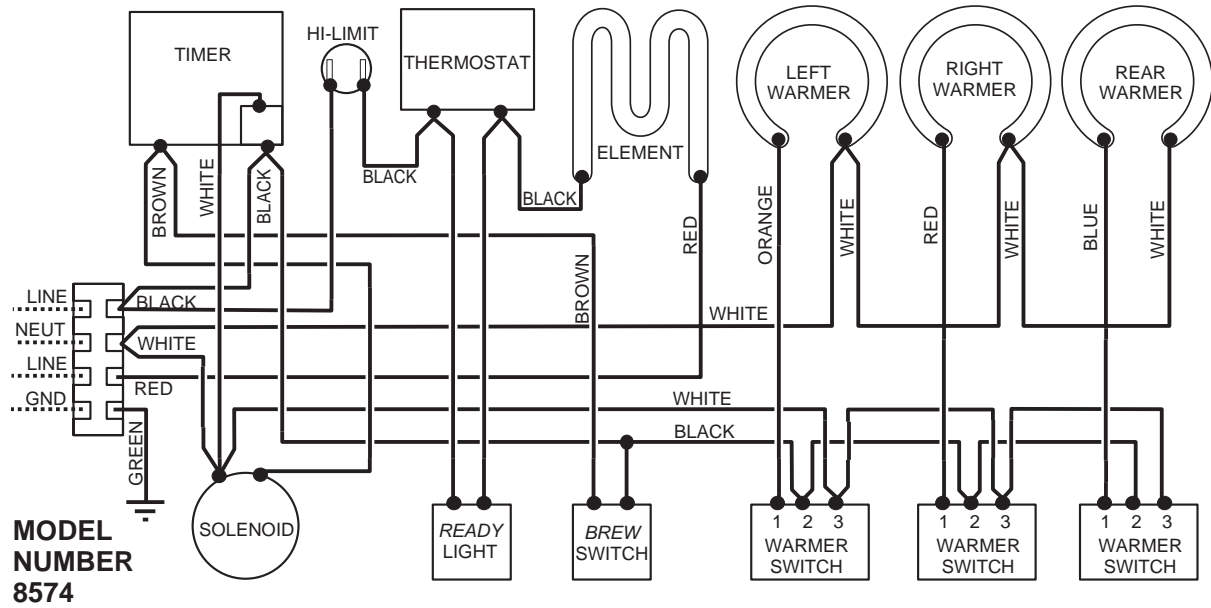 TIMER
HI-LIMIT
THERMOSTAT
ELEMENT
LEFT
WARMER
RIGHT
WARMER
REAR
WARMER
BROWN
WHITE
BLACK
BLACK
BLACK
RED
ORANGE
WHITE
RED
WHITE
BLUE
WHITE
LINE
NEUT
LINE
GND
BLACK
WHITE
RED
GREEN
BROWN
WHITE
WHITE
BLACK
SOLENOID
READY
LIGHT
BREW
SWITCH
1 2 3
WARMER
SWITCH
1 2 3
WARMER
SWITCH
1 2 3
WARMER
SWITCH
MODEL
NUMBER
8574